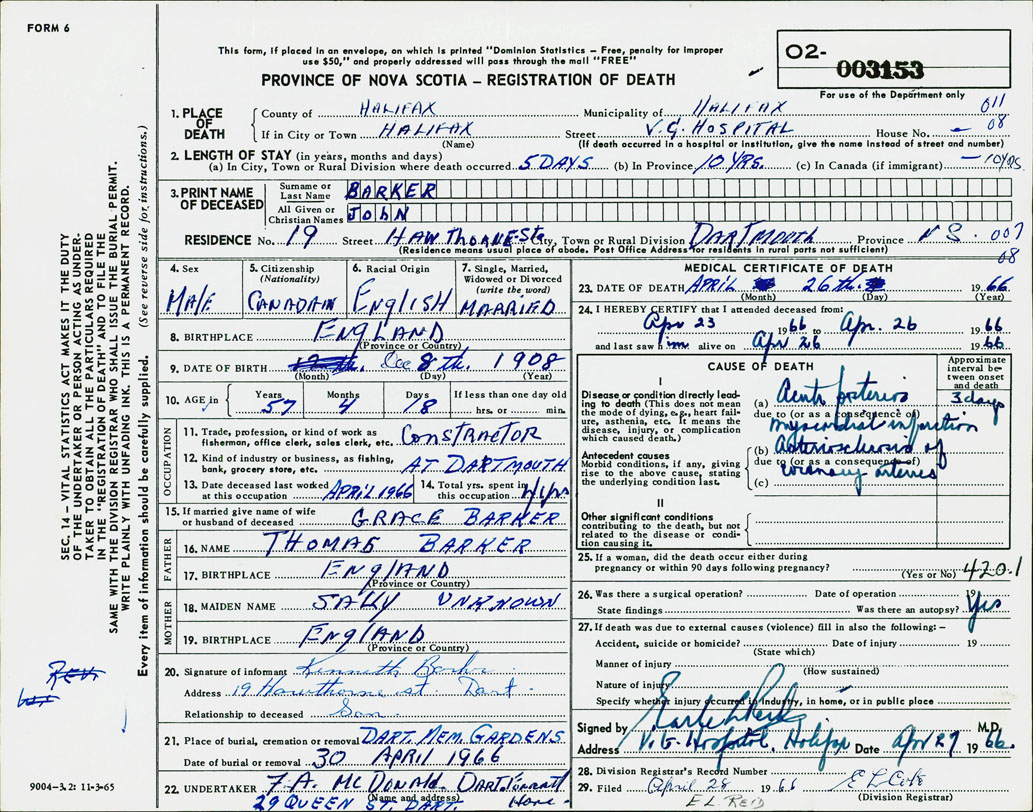 FORM 6
This form, if placed in an envelope, on which is printed "Dominion Statistics – Free, penalty for improper
use $50," and properly addressed will pass through the mail "FREE"
PROVINCE OF NOVA SCOTIA – REGISTRATION OF DEATH
O2-
003153
For use of the Department only
1. PLACE OF DEATH
County of HALIFAX Municipality of HALIFAX 011
If in City or Town HALIFAX Street V.G. HOSPITAL House No. – 08
(Name) (If death occurred in a hospital or institution, give the name instead of street and number)
2. LENGTH OF STAY (in years, months and days)
(a) In City, Town or Rural Division where death occurred 5 DAYS (b) In Province 10 YRS. (c) In Canada (if immigrant) – 10 YRS.
3. PRINT NAME OF DECEASED
Surname or Last Name BARKER
All Given or Christian Names JOHN
RESIDENCE No. 19 Street HAWTHORNE ST. City, Town or Rural Division DARTMOUTH Province N S. 007
(Residence means usual place of abode. Post Office Address for residents in rural parts not sufficient) 08
4. Sex
MALE
5. Citizenship (Nationality)
CANADAIN
6. Racial Origin
ENGLISH
7. Single, Married, Widowed or Divorced (write the word)
MARRIED
8. BIRTHPLACE ENGLAND
(Province or Country)
9. DATE OF BIRTH Dec 8th. 1908
(Month) (Day) (Year)
10. AGE in Years Months Days If less than one day old
57 4 18 hrs. or min.
OCCUPATION
11. Trade, profession, or kind of work as fisherman, office clerk, sales clerk, etc. CONSTRACTOR
12. Kind of industry or business, as fishing, bank, grocery store, etc. AT DARTMOUTH
13. Date deceased last worked at this occupation APRIL 1966 14. Total yrs. spent in this occupation
15. If married give name of wife or husband of deceased GRACE BARKER
FATHER
16. NAME THOMAS BARKER
17. BIRTHPLACE ENGLAND
(Province or Country)
MOTHER
18. MAIDEN NAME SALLY UNKNOWN
19. BIRTHPLACE ENGLAND
(Province or Country)
20. Signature of informant Kenneth Barker
Address 19 Hawthorne st. Dart.
Relationship to deceased Son
21. Place of burial, cremation or removal DART. MEM. GARDENS
Date of burial or removal 30 APRIL 1966
22. UNDERTAKER F.A. MCDONALD.
(Name and address)
29 QUEEN ST. DART. Home.
MEDICAL CERTIFICATE OF DEATH
23. DATE OF DEATH APRIL 26th. 1966
(Month) (Day) (Year)
24. I HEREBY CERTIFY that I attended deceased from:
Apr 23 1966 to Apr. 26 1966
and last saw im alive on Apr 26 1966
CAUSE OF DEATH
Approximate interval between onset and death
I
Disease or condition directly leading to death (This does not mean the mode of dying, e.g., heart failure, asthenia, etc. It means the disease, injury, or complication which caused death.)
(a) Acute posterior 3 days
due to (or as a consequence of)
myocardial infarction
Antecedent causes
Morbid conditions, if any, giving rise to the above cause, stating the underlying condition last.
(b) Arteriosclerosis of
due to (or as a consequence of)
coronary arteries
(c)
II
Other significant conditions
contributing to the death, but not related to the disease or condition causing it.
25. If a woman, did the death occur either during
pregnancy or within 90 days following pregnancy? (Yes or No) 420.1
26. Was there a surgical operation? Date of operation 19
State findings Was there an autopsy? Yes
27. If death was due to external causes (violence) fill in also the following: –
Accident, suicide or homicide? Date of injury 19
(State which)
Manner of injury
(How sustained)
Nature of injury
Specify whether injury occurred in industry, in home, or in public place
Signed by M.D.
Address V.G. Hospital, Halifax Date Apr 27 1966.
28. Division Registrar's Record Number
29. Filed April 28 1966
(Division Registrar)
E L REID
SEC. 14 – VITAL STATISTICS ACT MAKES IT THE DUTY
OF THE UNDERTAKER OR PERSON ACTING AS UNDER-
TAKER TO OBTAIN ALL THE PARTICULARS REQUIRED
IN THE "REGISTRATION OF DEATH" AND TO FILE THE
SAME WITH THE DIVISION REGISTRAR WHO SHALL ISSUE THE BURIAL PERMIT.
WRITE PLAINLY WITH UNFADING INK. THIS IS A PERMANENT RECORD.
Every item of information should be carefully supplied. (See reverse side for instructions.)
9004-3.2: 11-3-65